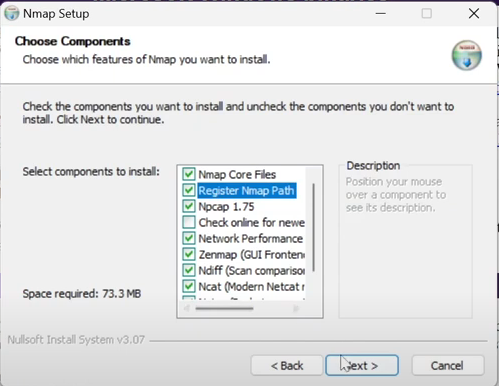 Nmap Setup
Choose Components
Choose which features of Nmap you want to install.
Check the components you want to install and uncheck the components you don't want to
install. Click Next to continue.
Select components to install:
Nmap Core Files
Register Nmap Path
Npcap 1.75
Check online for newe
Network Performance
Zenmap (GUI Frontend
Ndiff (Scan comparison
Ncat (Modern Netcat r
Description
Position your mouse
over a component to
see its description.
Space required: 73.3 MB
Nullsoft Install System v3.07
< Back
Next >
Cancel